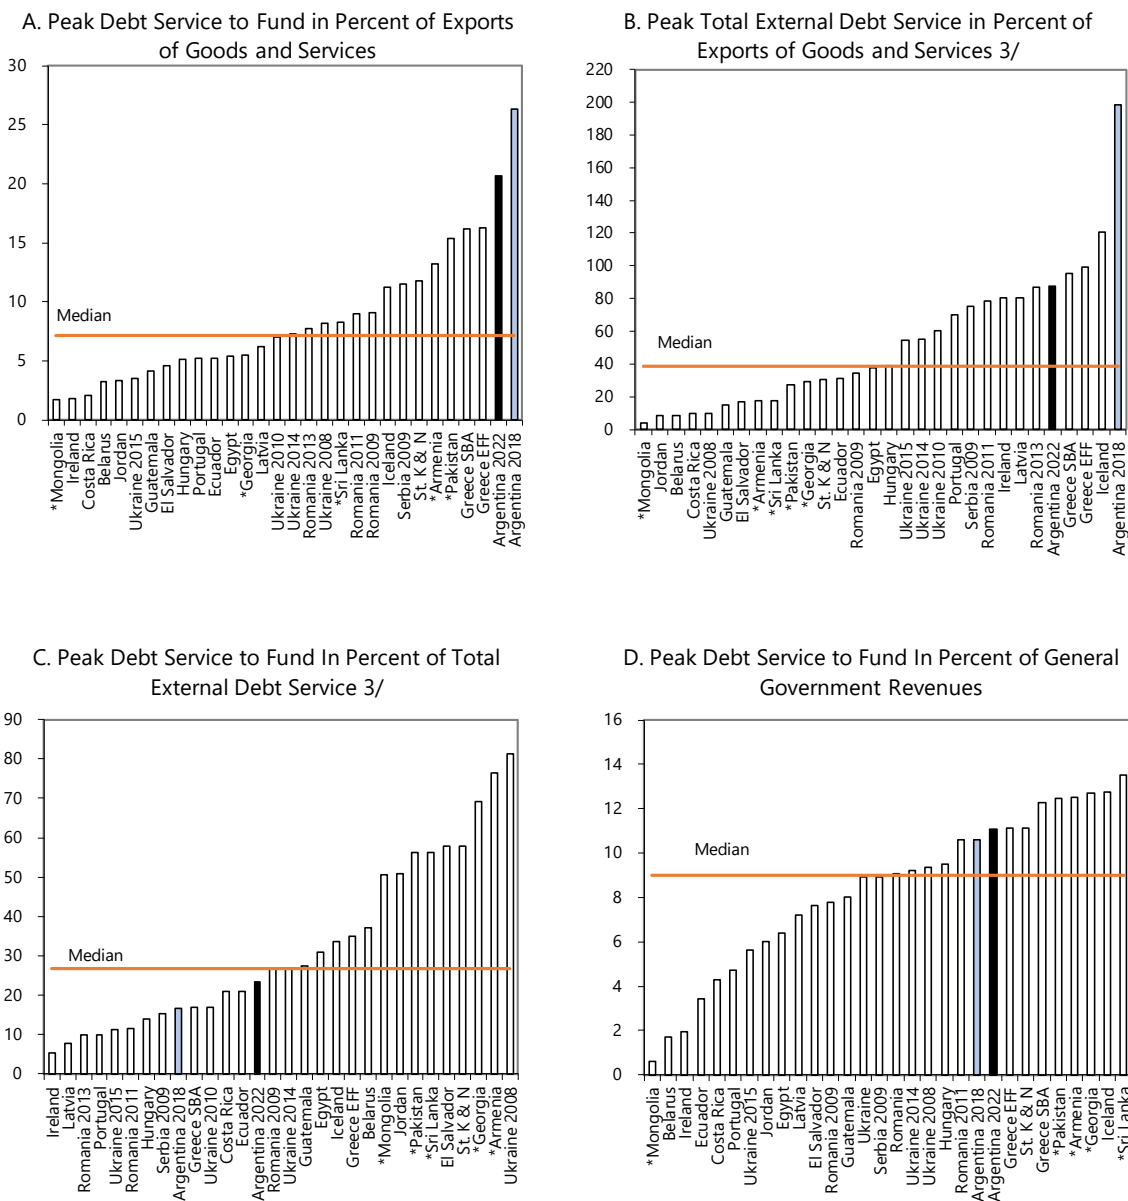 A. Peak Debt Service to Fund in Percent of Exports
of Goods and Services
30
25
20
15
10
5
0
Median
*Mongolia
Ireland
Costa Rica
Belarus
Jordan
Ukraine 2015
Guatemala
El Salvador
Hungary
Portugal
Ecuador
Egypt
*Georgia
Latvia
Ukraine 2010
Ukraine 2014
Romania 2013
Ukraine 2008
*Sri Lanka
Romania 2011
Romania 2009
Iceland
Serbia 2009
St. K & N
*Armenia
*Pakistan
Greece SBA
Greece EFF
Argentina 2022
Argentina 2018
B. Peak Total External Debt Service in Percent of
Exports of Goods and Services 3/
220
200
180
160
140
120
100
80
60
40
20
0
Median
*Mongolia
Jordan
Belarus
Costa Rica
Ukraine 2008
Guatemala
El Salvador
*Armenia
*Sri Lanka
*Pakistan
*Georgia
St. K & N
Ecuador
Romania 2009
Egypt
Hungary
Ukraine 2015
Ukraine 2014
Ukraine 2010
Portugal
Serbia 2009
Romania 2011
Ireland
Latvia
Romania 2013
Argentina 2022
Greece SBA
Greece EFF
Iceland
Argentina 2018
C. Peak Debt Service to Fund In Percent of Total
External Debt Service 3/
90
80
70
60
50
40
30
20
10
0
Median
Ireland
Latvia
Romania 2013
Portugal
Ukraine 2015
Romania 2011
Hungary
Serbia 2009
Argentina 2018
Greece SBA
Ukraine 2010
Costa Rica
Ecuador
Argentina 2022
Romania 2009
Ukraine 2014
Guatemala
Egypt
Iceland
Greece EFF
Belarus
*Mongolia
Jordan
*Pakistan
*Sri Lanka
El Salvador
St. K & N
*Georgia
*Armenia
Ukraine 2008
D. Peak Debt Service to Fund In Percent of General
Government Revenues
16
14
12
10
8
6
4
2
0
Median
*Mongolia
Belarus
Ireland
Ecuador
Costa Rica
Portugal
Ukraine 2015
Jordan
Egypt
Latvia
El Salvador
Romania 2009
Guatemala
Ukraine
Serbia 2009
Romania
Ukraine 2014
Ukraine 2008
Hungary
Romania 2011
Argentina 2018
Argentina 2022
Greece EFF
St. K & N
Greece SBA
*Pakistan
*Armenia
*Georgia
Iceland
*Sri Lanka